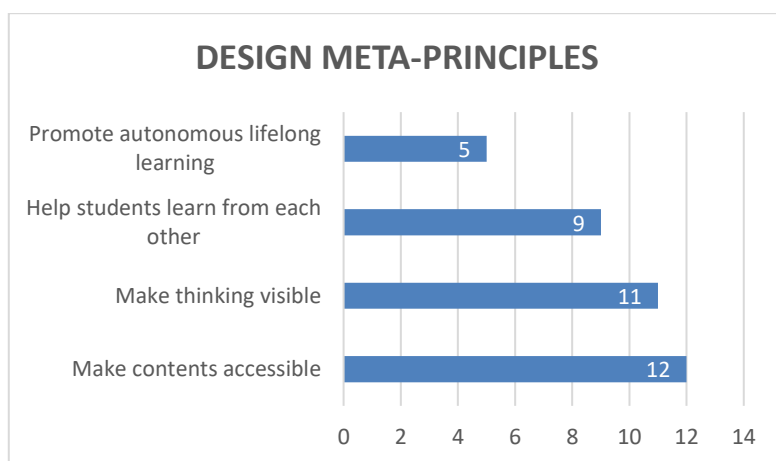 DESIGN META-PRINCIPLES
Promote autonomous lifelong
learning
5
Help students learn from each
other
9
Make thinking visible
11
Make contents accessible
12
0 2 4 6 8 10 12 14